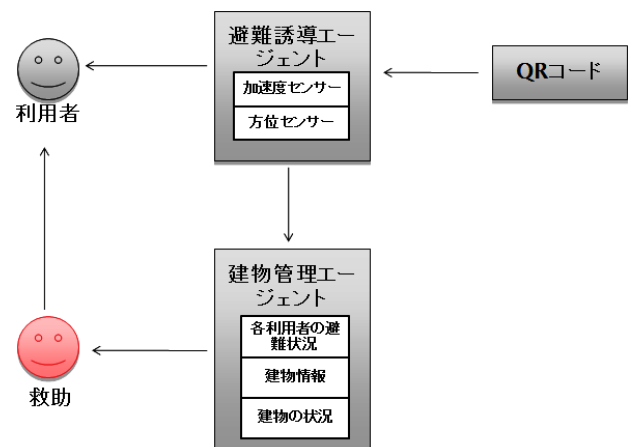 避難誘導エー
ジェント
加速度センサー
方位センサー
QRコード
利用者
建物管理エー
ジェント
各利用者の避
難状況
建物情報
建物の状況
救助